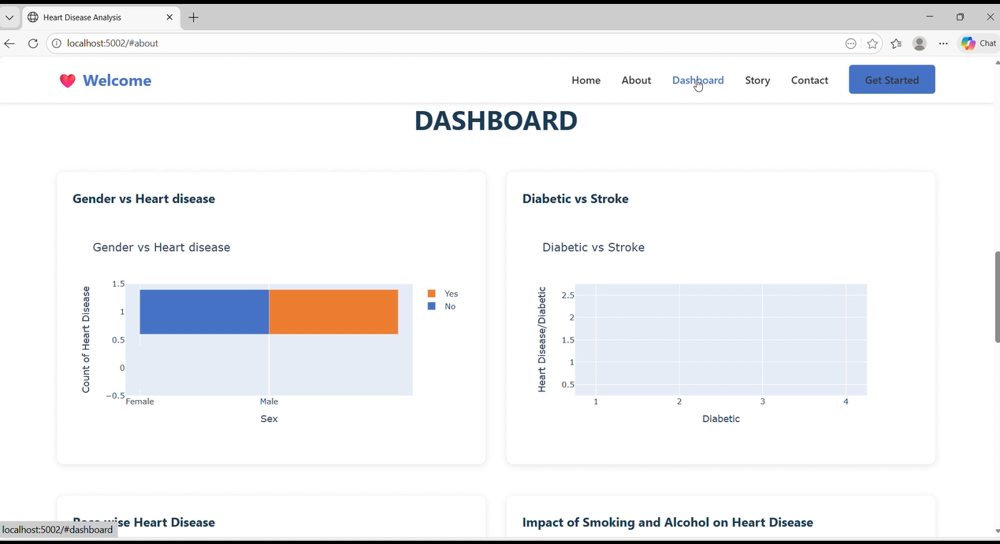 Heart Disease Analysis
localhost:5002/#about
Chat
Welcome
Home About Dashboard Story Contact Get Started
DASHBOARD
Gender vs Heart disease
Gender vs Heart disease
Count of Heart Disease
1.5
1
0.5
0
−0.5
Female Male
Sex
Yes
No
Diabetic vs Stroke
Diabetic vs Stroke
Heart Disease/Diabetic
2.5
2
1.5
1
0.5
1 2 3 4
Diabetic
wise Heart Disease
Impact of Smoking and Alcohol on Heart Disease
localhost:5002/#dashboard